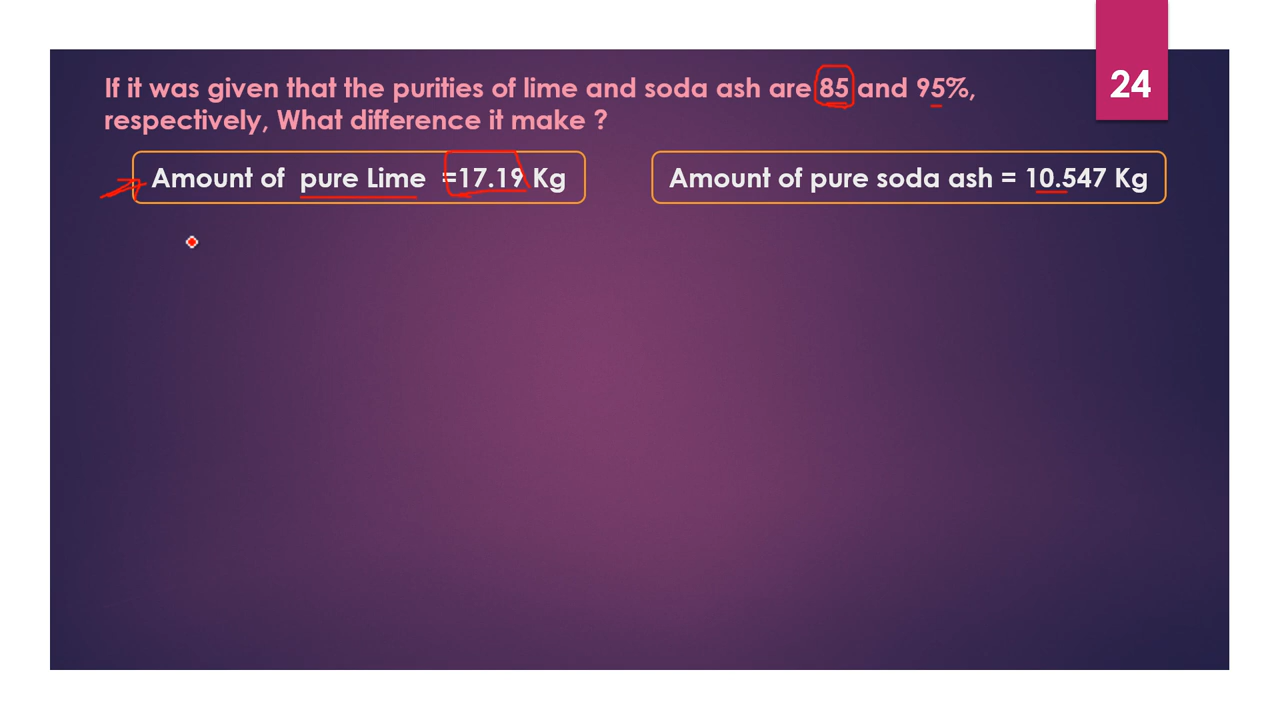 24
If it was given that the purities of lime and soda ash are 85 and 95%,
respectively, What difference it make ?
Amount of pure Lime =17.19 Kg
Amount of pure soda ash = 10.547 Kg